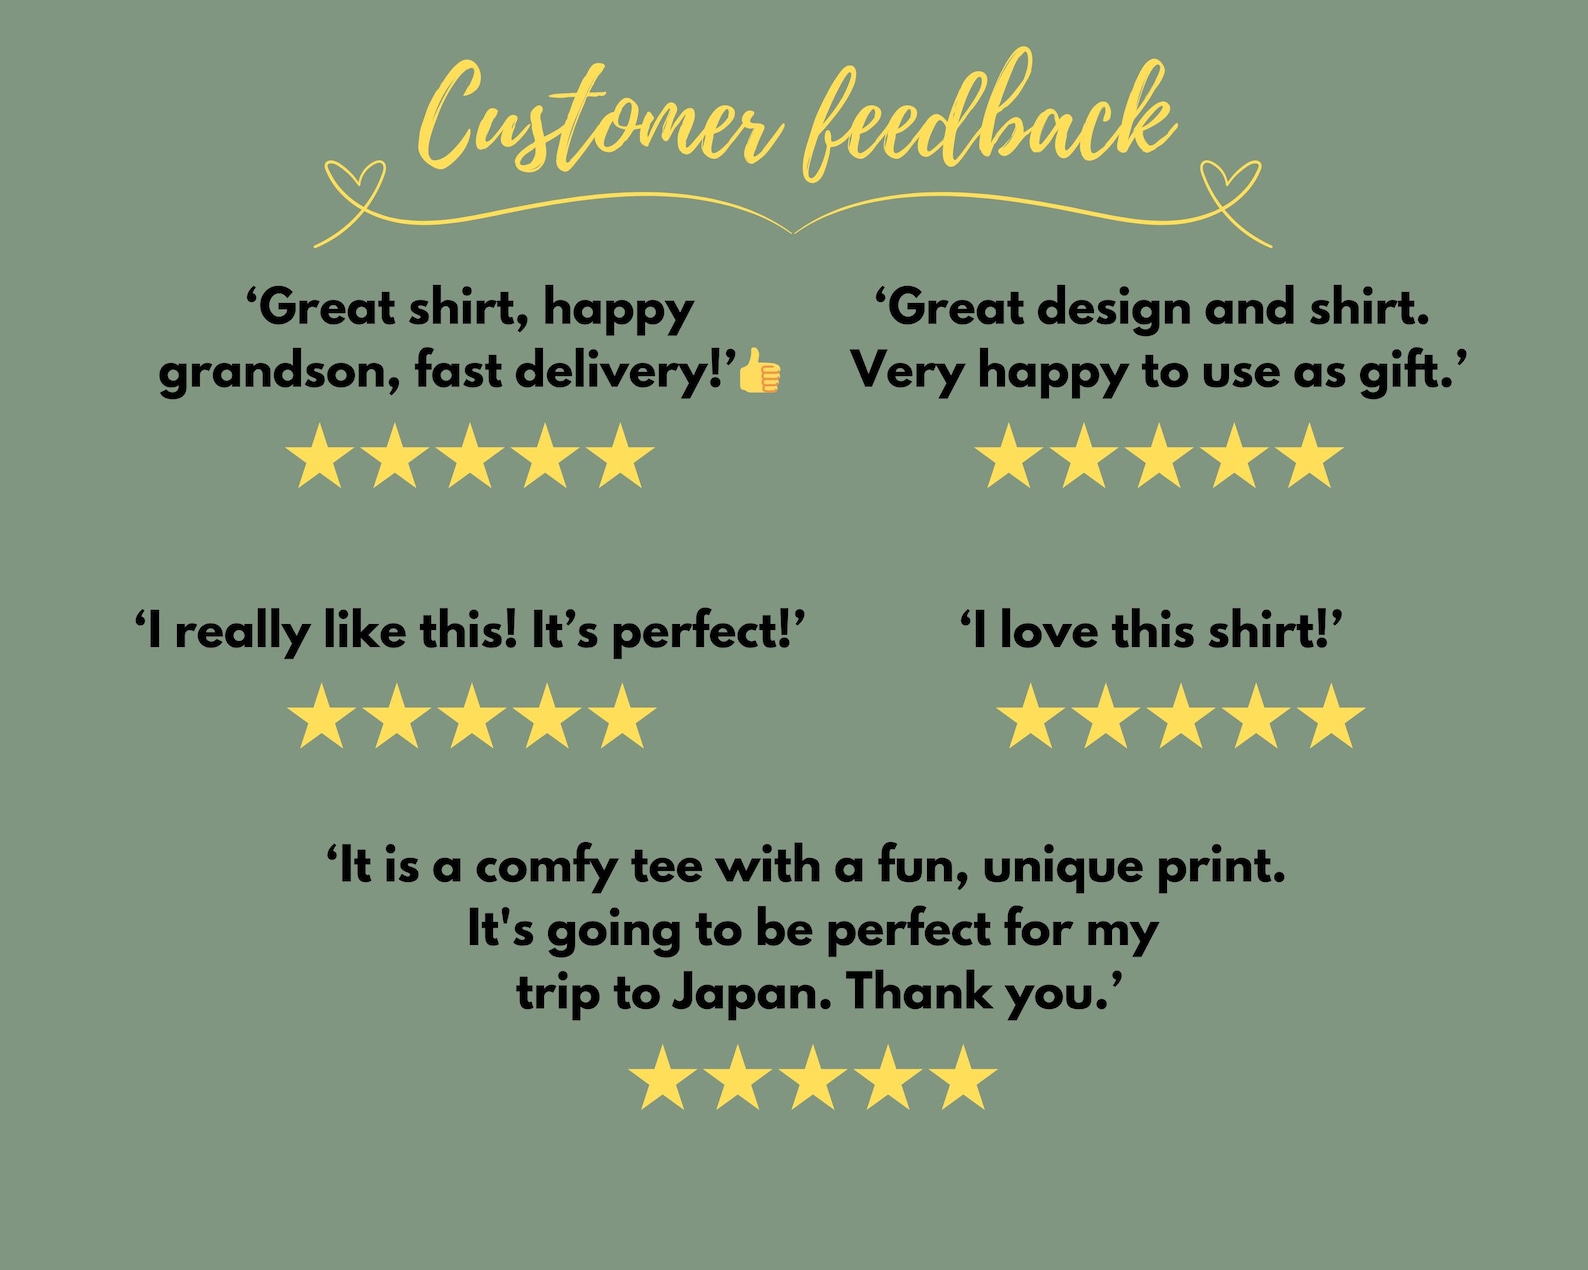 Customer feedback
‘Great shirt, happy
grandson, fast delivery!’👍
‘Great design and shirt.
Very happy to use as gift.’
‘I really like this! It’s perfect!’
‘I love this shirt!’
‘It is a comfy tee with a fun, unique print.
It's going to be perfect for my
trip to Japan. Thank you.’